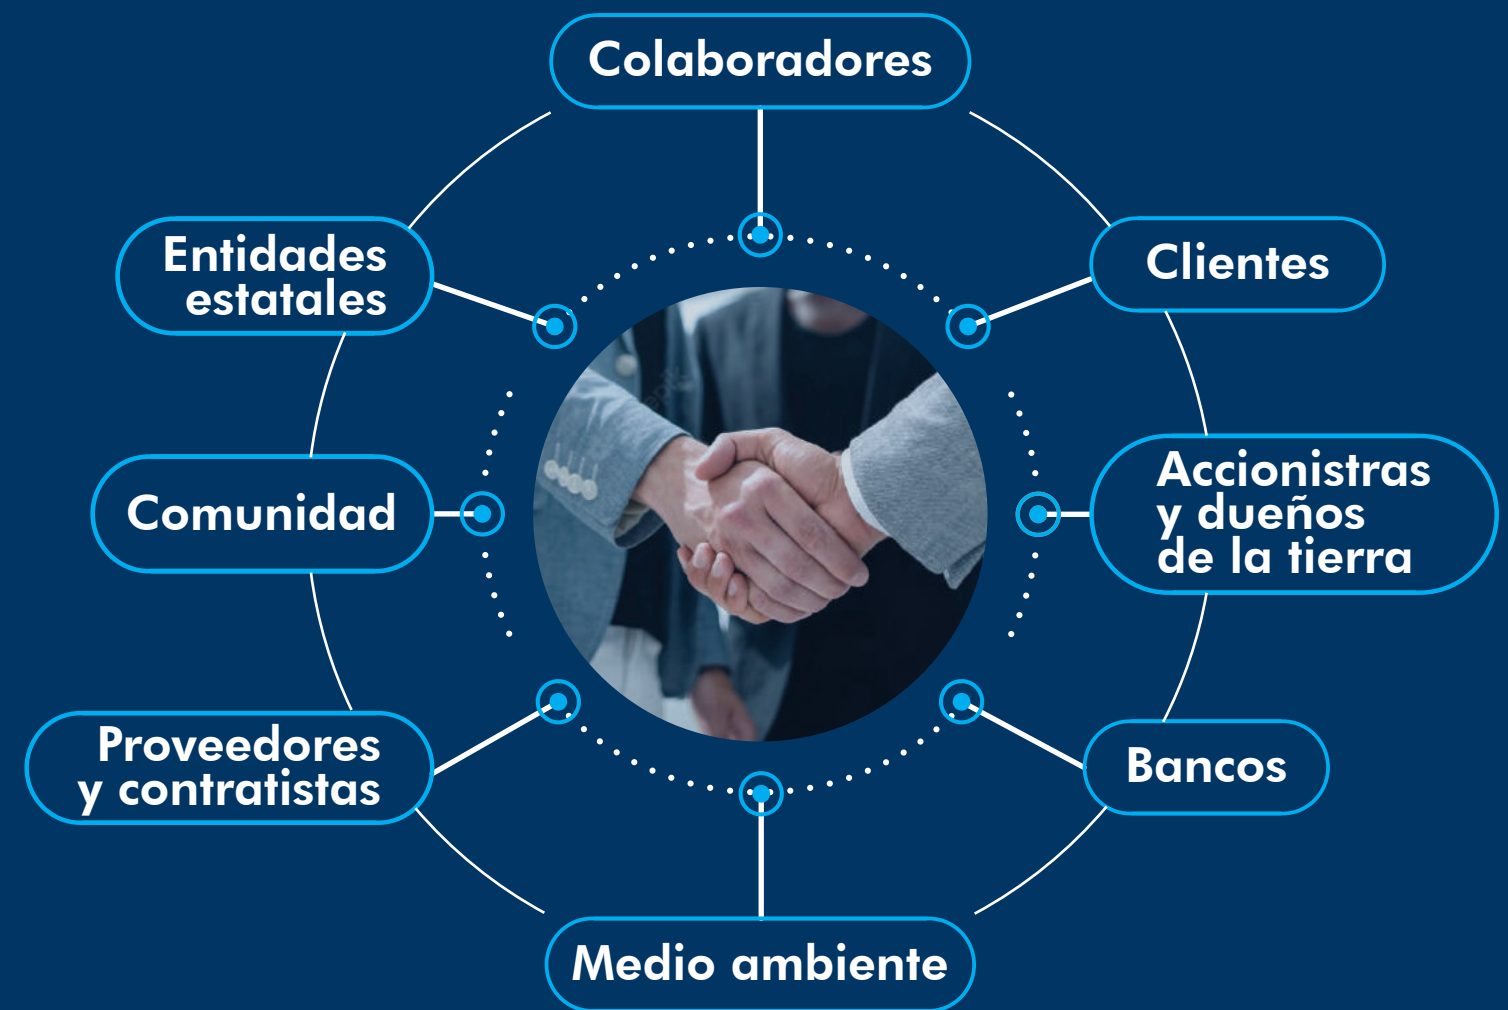 Colaboradores
Entidades
estatales
Clientes
Comunidad
Accionistras
y dueños
de la tierra
Proveedores
y contratistas
Bancos
Medio ambiente